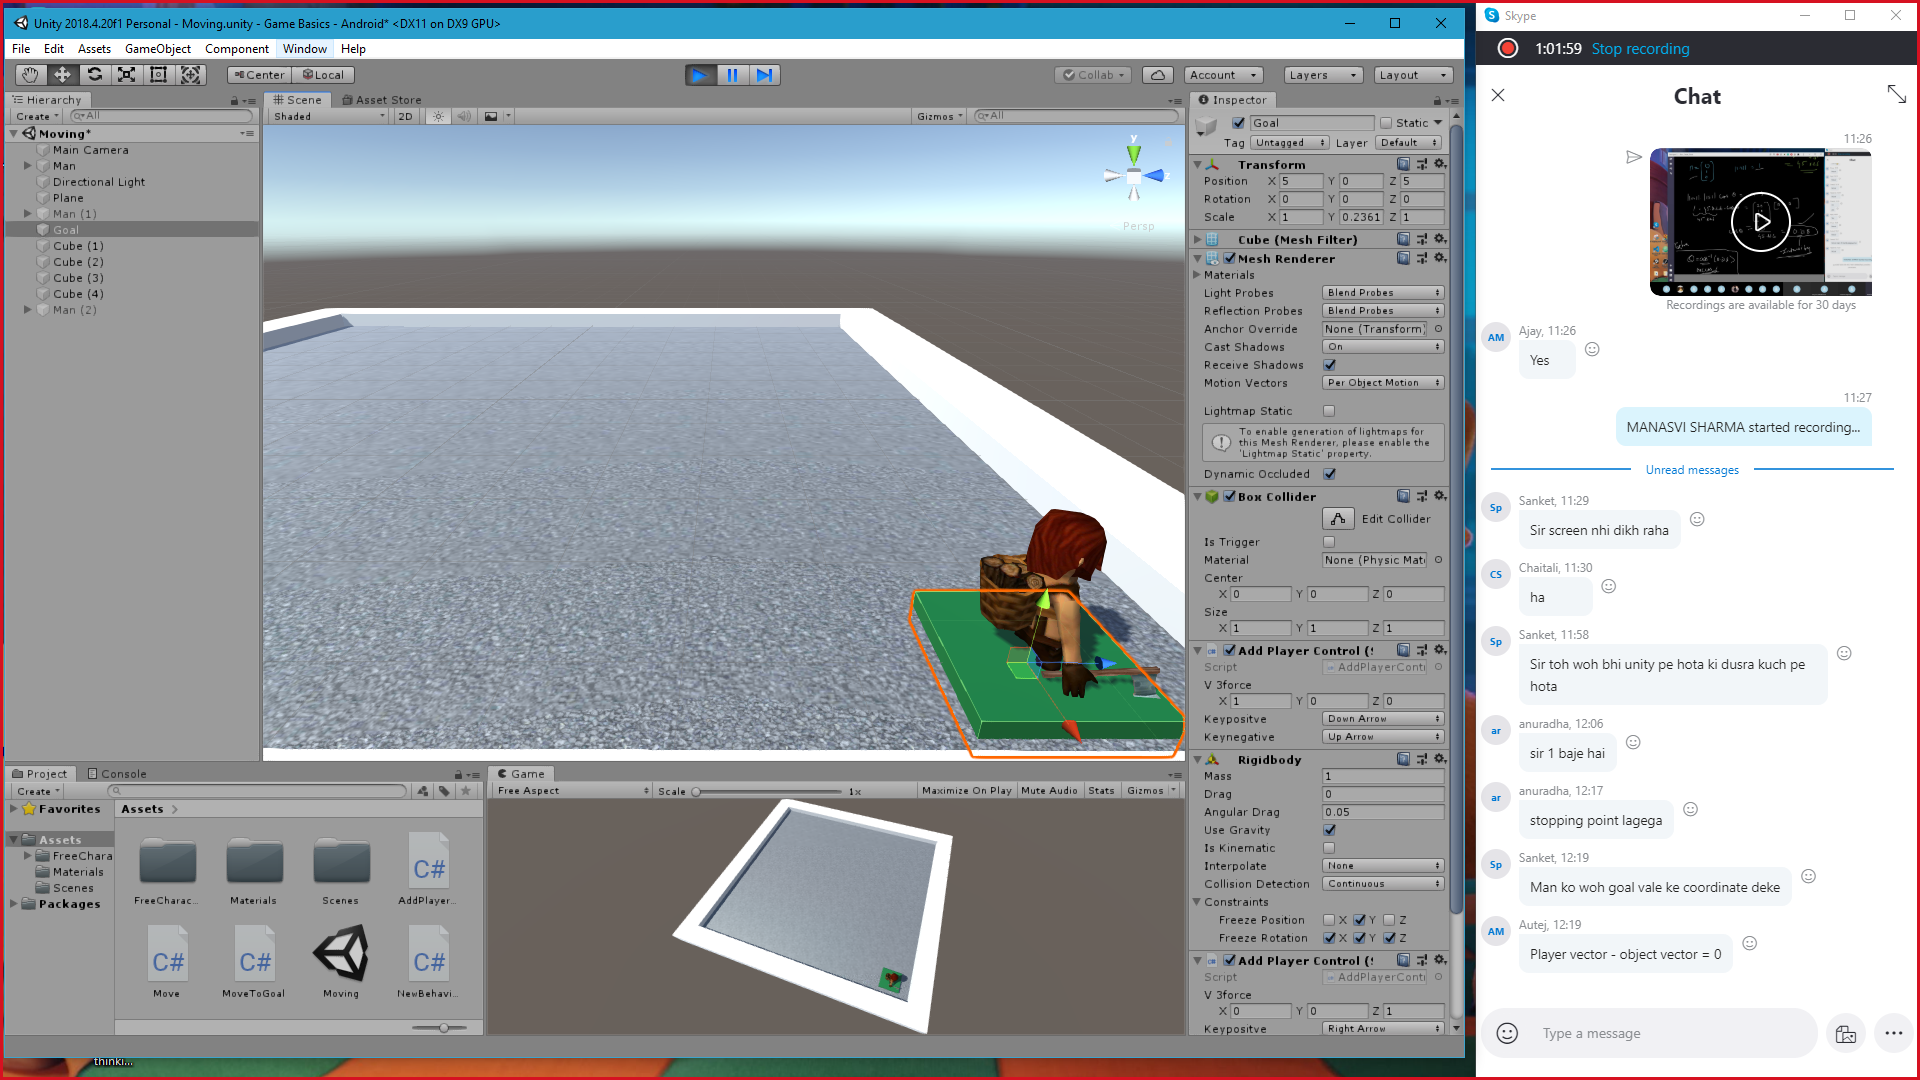 Unity 2018.4.20f1 Personal - Moving.unity - Game Basics - Android* <DX11 on DX9 GPU>
File Edit Assets GameObject Component Window Help
Center Local
Collab Account Layers Layout
Hierarchy
Create All
Moving*
Main Camera
Man
Directional Light
Plane
Man (1)
Goal
Cube (1)
Cube (2)
Cube (3)
Cube (4)
Man (2)
Scene Asset Store
Shaded 2D Gizmos All
y
z
Persp
Inspector
Goal Static
Tag Untagged Layer Default
Transform
Position X 5 Y 0 Z 5
Rotation X 0 Y 0 Z 0
Scale X 1 Y 0.2361 Z 1
Cube (Mesh Filter)
Mesh Renderer
Materials
Light Probes Blend Probes
Reflection Probes Blend Probes
Anchor Override None (Transform)
Cast Shadows On
Receive Shadows
Motion Vectors Per Object Motion
Lightmap Static
To enable generation of lightmaps for
this Mesh Renderer, please enable the
'Lightmap Static' property.
Dynamic Occluded
Box Collider
Edit Collider
Is Trigger
Material None (Physic Mat
Center
X 0 Y 0 Z 0
Size
X 1 Y 1 Z 1
Add Player Control (
Script AddPlayerContr
V 3force
X 1 Y 0 Z 0
Keypositve Down Arrow
Keynegative Up Arrow
Rigidbody
Mass 1
Drag 0
Angular Drag 0.05
Use Gravity
Is Kinematic
Interpolate None
Collision Detection Continuous
Constraints
Freeze Position X Y Z
Freeze Rotation X Y Z
Add Player Control (
Script AddPlayerContr
V 3force
X 0 Y 0 Z 1
Keypositve Right Arrow
Project Console
Create
Favorites
Assets
FreeChara
Materials
Scenes
Packages
Assets
FreeCharac... Materials Scenes AddPlayer...
C#
C# C# C#
Move MoveToGoal Moving NewBehavi...
Game
Free Aspect Scale 1x Maximize On Play Mute Audio Stats Gizmos
thinki...
Skype
1:01:59 Stop recording
Chat
11:26
Recordings are available for 30 days
AM
Ajay, 11:26
Yes
11:27
MANASVI SHARMA started recording...
Unread messages
Sp
Sanket, 11:29
Sir screen nhi dikh raha
CS
Chaitali, 11:30
ha
Sp
Sanket, 11:58
Sir toh woh bhi unity pe hota ki dusra kuch pe
hota
ar
anuradha, 12:06
sir 1 baje hai
ar
anuradha, 12:17
stopping point lagega
Sp
Sanket, 12:19
Man ko woh goal vale ke coordinate deke
AM
Autej, 12:19
Player vector - object vector = 0
Type a message